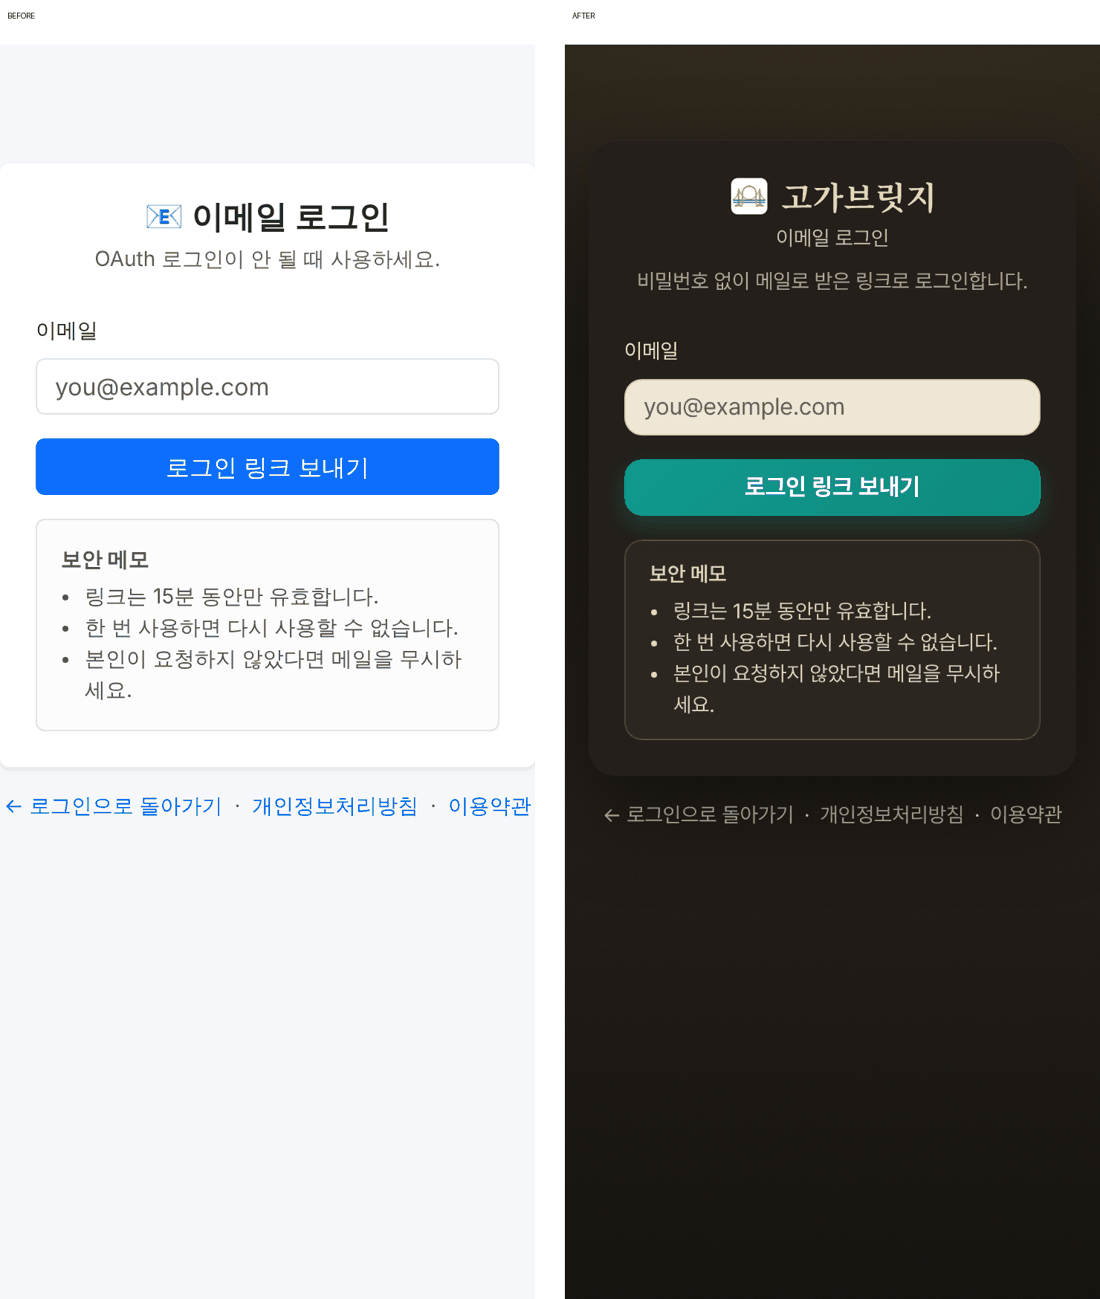 BEFORE
📧 이메일 로그인
OAuth 로그인이 안 될 때 사용하세요.
이메일
you@example.com
로그인 링크 보내기
보안 메모
• 링크는 15분 동안만 유효합니다.
• 한 번 사용하면 다시 사용할 수 없습니다.
• 본인이 요청하지 않았다면 메일을 무시하
세요.
← 로그인으로 돌아가기 · 개인정보처리방침 · 이용약관
AFTER
고가브릿지
이메일 로그인
비밀번호 없이 메일로 받은 링크로 로그인합니다.
이메일
you@example.com
로그인 링크 보내기
보안 메모
• 링크는 15분 동안만 유효합니다.
• 한 번 사용하면 다시 사용할 수 없습니다.
• 본인이 요청하지 않았다면 메일을 무시하
세요.
← 로그인으로 돌아가기 · 개인정보처리방침 · 이용약관